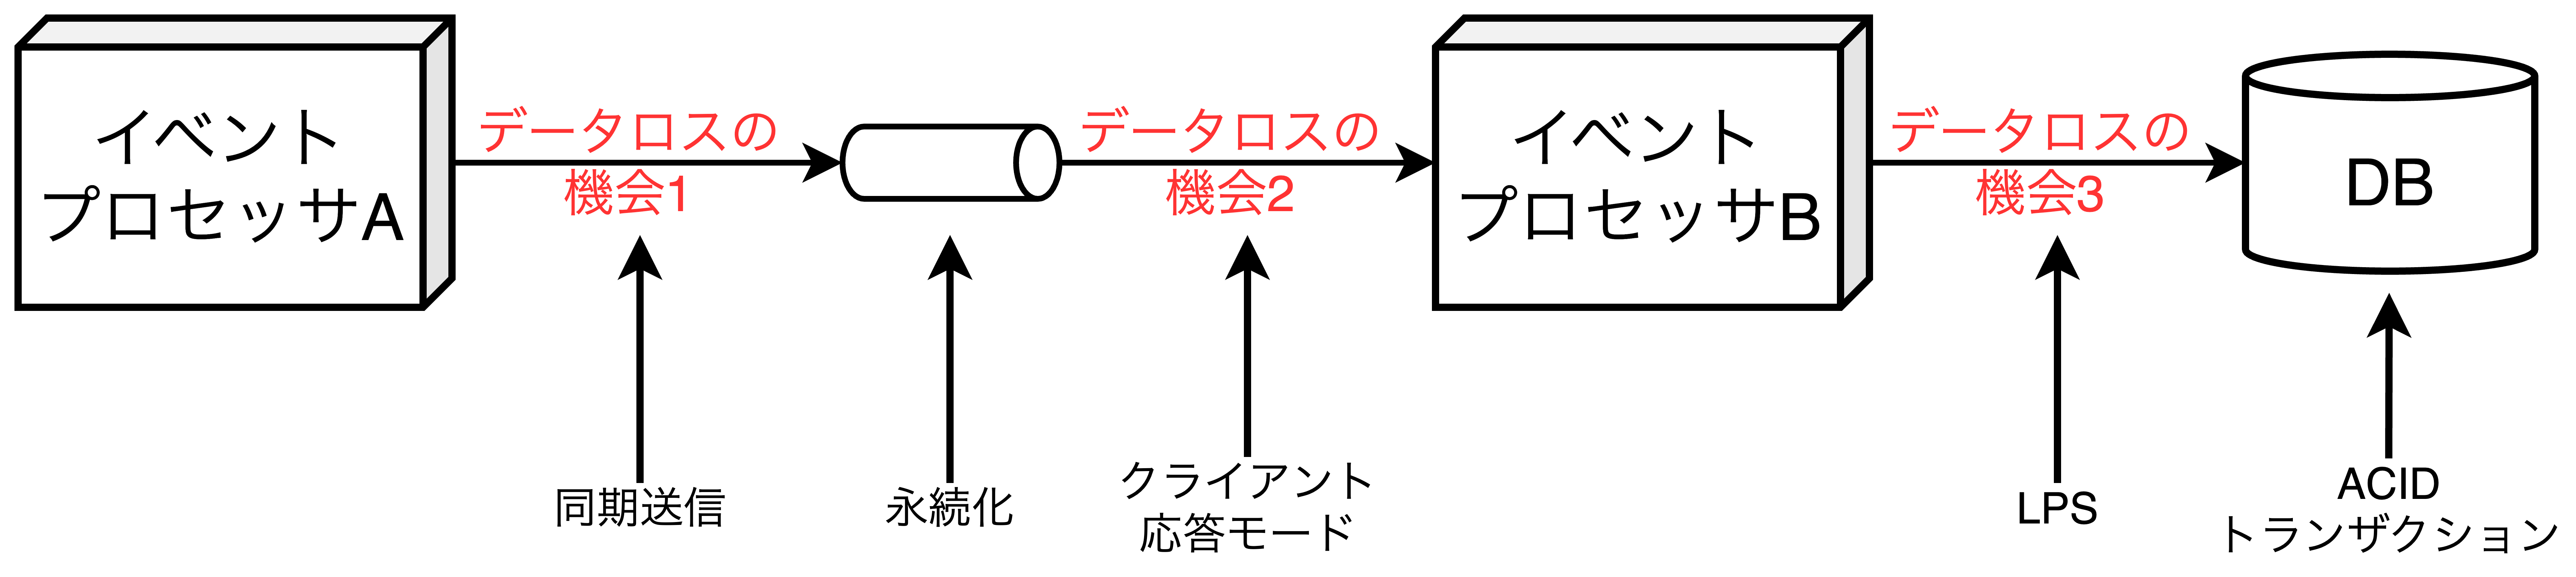 イベント
プロセッサA
データロスの
機会1
データロスの
機会2
イベント
プロセッサB
データロスの
機会3
DB
同期送信
永続化
クライアント
応答モード
LPS
ACID
トランザクション